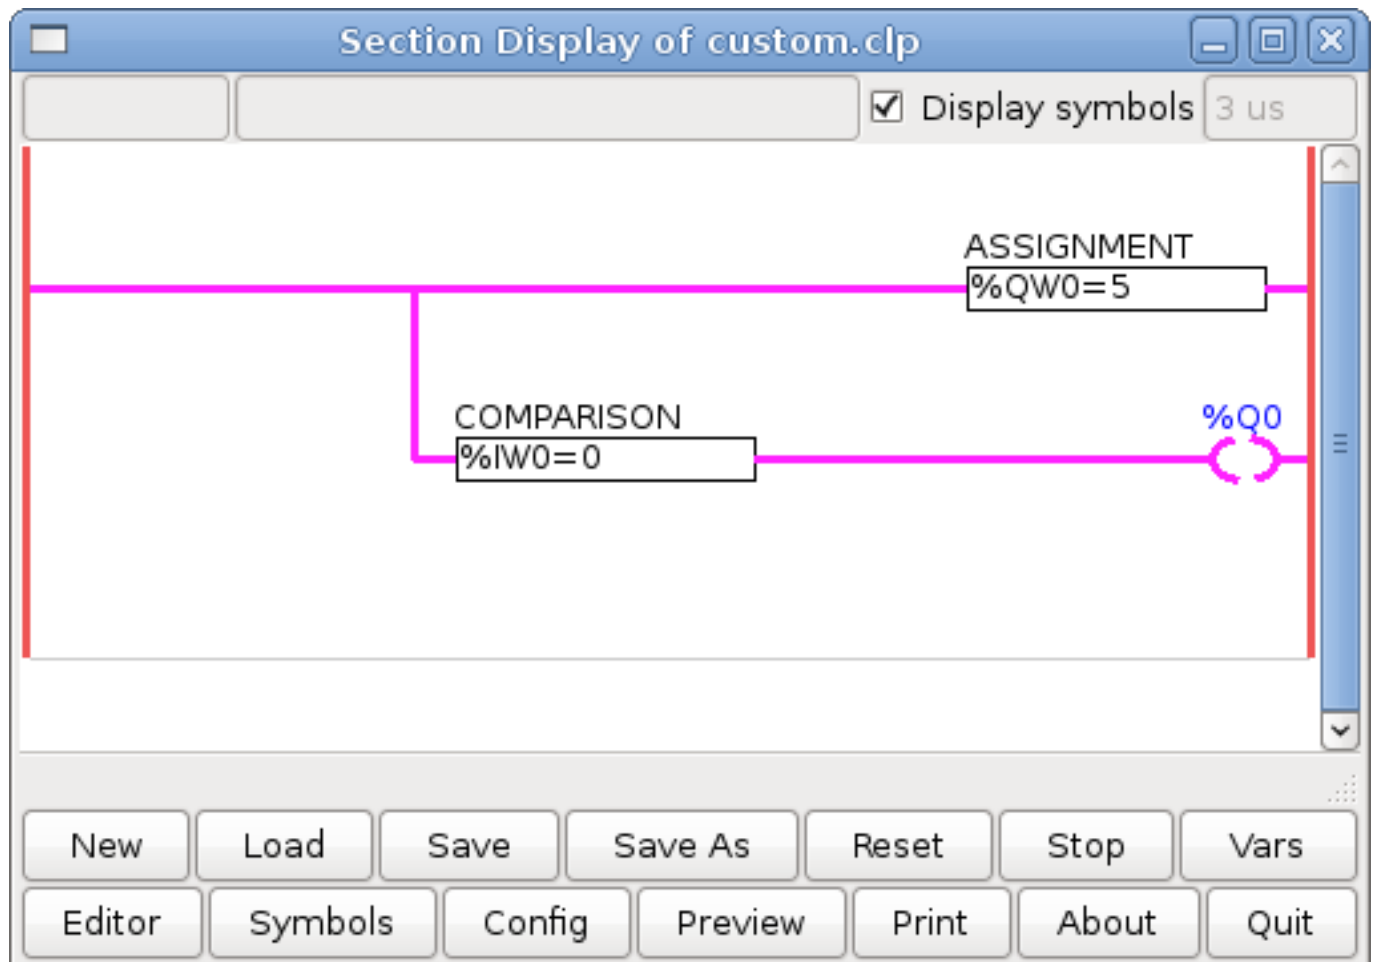 Section Display of custom.clp
Display symbols 3 us
ASSIGNMENT
%QW0=5
COMPARISON %Q0
%IW0=0
New Load Save Save As Reset Stop Vars
Editor Symbols Config Preview Print About Quit